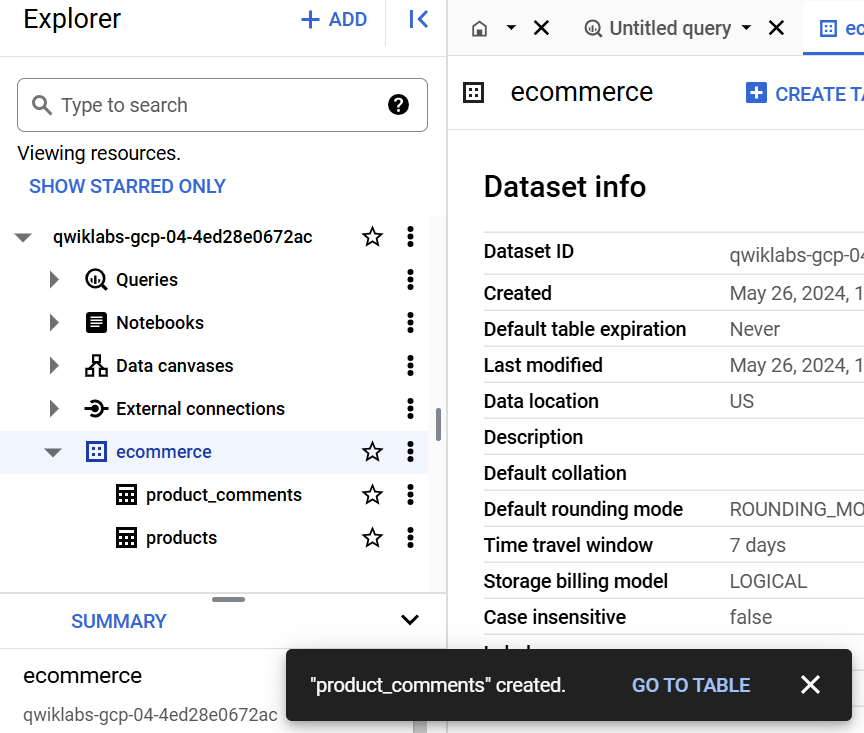 Explorer
+ ADD
Type to search
?
Viewing resources.
SHOW STARRED ONLY
qwiklabs-gcp-04-4ed28e0672ac
Queries
Notebooks
Data canvases
External connections
ecommerce
product_comments
products
SUMMARY
ecommerce
qwiklabs-gcp-04-4ed28e0672ac
Untitled query
ec
ecommerce
CREATE TA
Dataset info
Dataset ID qwiklabs-gcp-04
Created May 26, 2024, 1
Default table expiration Never
Last modified May 26, 2024, 1
Data location US
Description
Default collation
Default rounding mode ROUNDING_MO
Time travel window 7 days
Storage billing model LOGICAL
Case insensitive false
"product_comments" created. GO TO TABLE